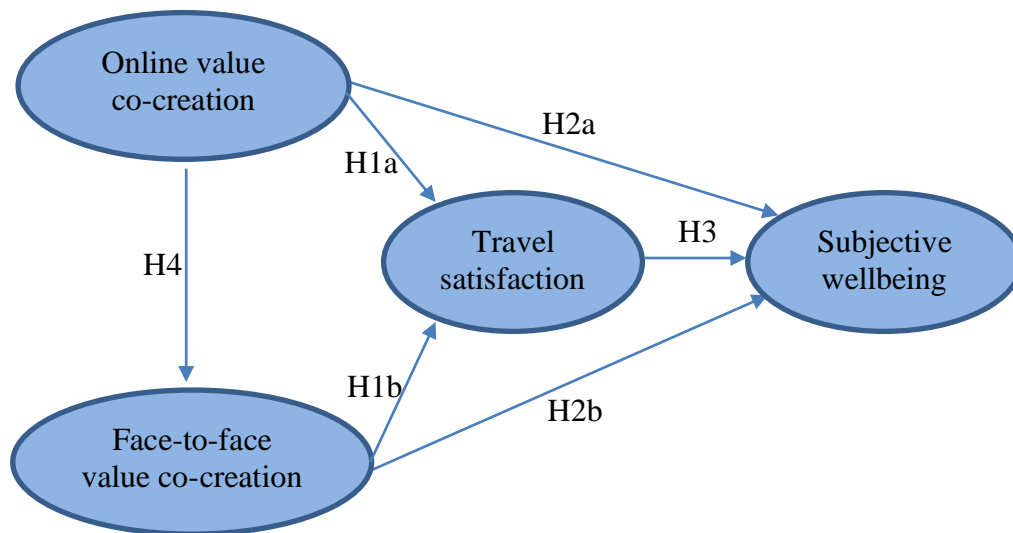 Online value
co-creation
H2a
H1a
Travel
satisfaction
H3
Subjective
wellbeing
H4
H1b
H2b
Face-to-face
value co-creation